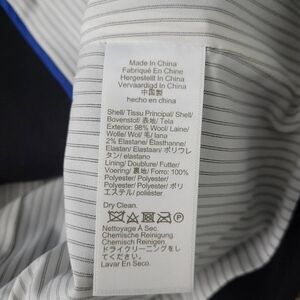 Made In China
Fabriqué En Chine
Hergestellt In China
Vervaardigd In China
中国製
hecho en china
Shell/ Tissu Principal/ Shell/
Bovenstof/ 表地/ Tela
Exterior: 98% Wool/ Laine/
Wolle/ Wol/ 毛/ lana
2% Elastane/ Élasthanne/
Elastan/ Elastaan/ ポリウレ
タン/ elastano
Lining/ Doublure/ Futter/
Voering/ 裏地/ Forro: 100%
Polyester/ Polyester/
Polyester/ Polyester/ ポリ
エステル/ poliéster
Dry Clean.
Nettoyage À Sec.
Chemische Reinigung.
Chemisch Reinigen.
ドライクリーニングをし
てください。
Lavar En Seco.